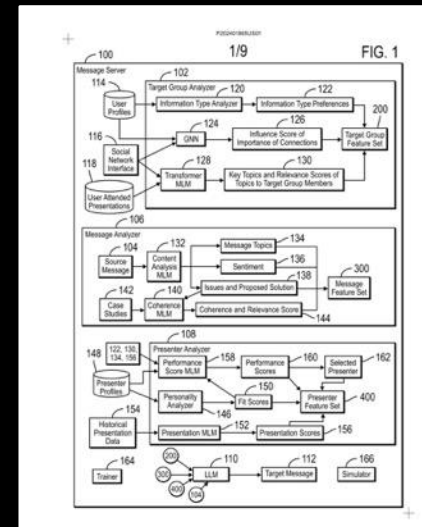 P202401865US01
1/9
FIG. 1
100
Message Server
102
Target Group Analyzer
114
User Profiles
120
Information Type Analyzer
122
Information Type Preferences
200
124
GNN
126
Influence Score of Importance of Connections
Target Group Feature Set
116
Social Network Interface
118
User Attended Presentations
128
Transformer MLM
130
Key Topics and Relevance Scores of Topics to Target Group Members
106
Message Analyzer
104
Source Message
132
Content Analysis MLM
134
Message Topics
136
Sentiment
138
Issues and Proposed Solution
300
Message Feature Set
142
Case Studies
140
Coherence MLM
Coherence and Relevance Score
144
108
Presenter Analyzer
122, 130, 134, 156
158
Performance Score MLM
160
Performance Scores
162
Selected Presenter
148
Presenter Profiles
Personality Analyzer
146
150
Fit Scores
Presenter Feature Set
400
154
Historical Presentation Data
Presentation MLM
152
Presentation Scores
156
164
Trainer
200
300
400
104
110
LLM
112
Target Message
166
Simulator